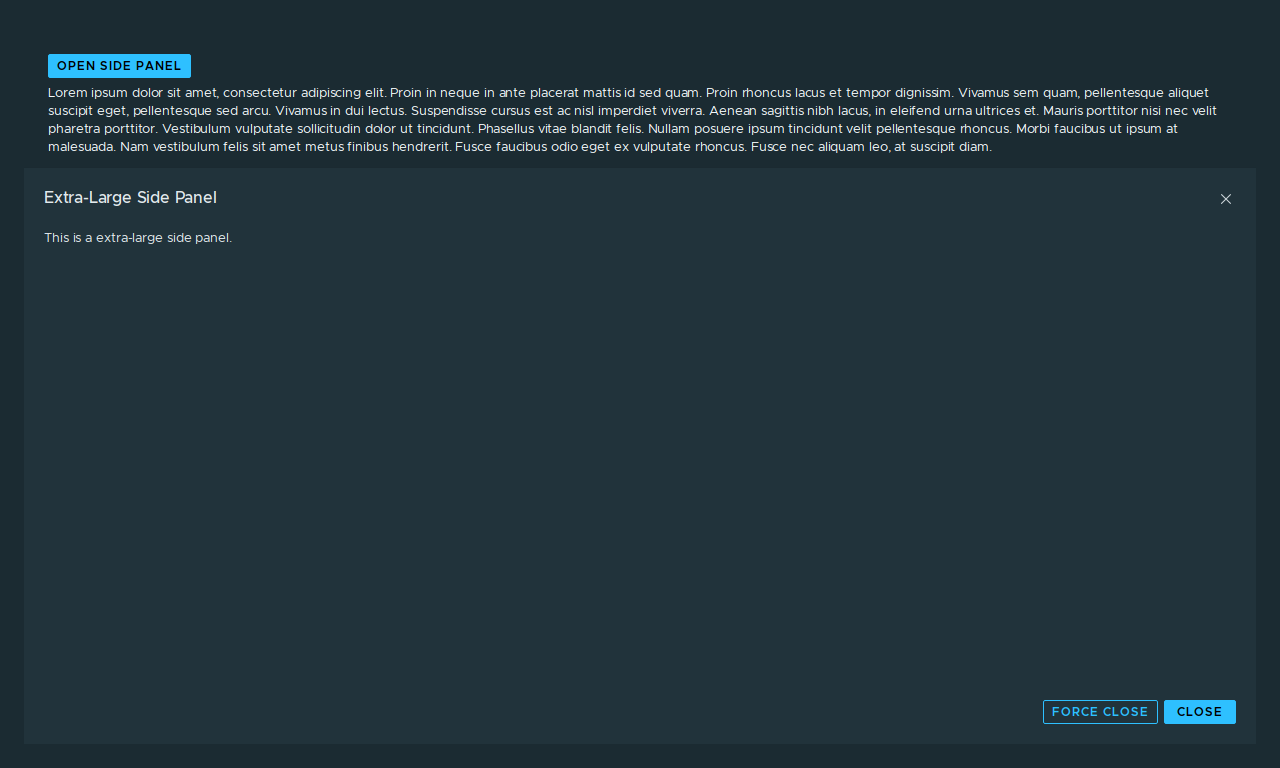 OPEN SIDE PANEL
Lorem ipsum dolor sit amet, consectetur adipiscing elit. Proin in neque in ante placerat mattis id sed quam. Proin rhoncus lacus et tempor dignissim. Vivamus sem quam, pellentesque aliquet
suscipit eget, pellentesque sed arcu. Vivamus in dui lectus. Suspendisse cursus est ac nisl imperdiet viverra. Aenean sagittis nibh lacus, in eleifend urna ultrices et. Mauris porttitor nisi nec velit
pharetra porttitor. Vestibulum vulputate sollicitudin dolor ut tincidunt. Phasellus vitae blandit felis. Nullam posuere ipsum tincidunt velit pellentesque rhoncus. Morbi faucibus ut ipsum at
malesuada. Nam vestibulum felis sit amet metus finibus hendrerit. Fusce faucibus odio eget ex vulputate rhoncus. Fusce nec aliquam leo, at suscipit diam.
Extra-Large Side Panel
This is a extra-large side panel.
FORCE CLOSE CLOSE